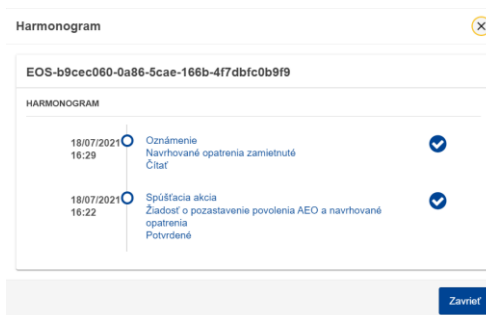 Harmonogram
EOS-b9cec060-0a86-5cae-166b-4f7dbfc0b9f9
HARMONOGRAM
18/07/2021
16:29
Oznámenie
Navrhované opatrenia zamietnuté
Čítať
18/07/2021
16:22
Spúšťacia akcia
Žiadosť o pozastavenie povolenia AEO a navrhované
opatrenia
Potvrdené
Zavrieť